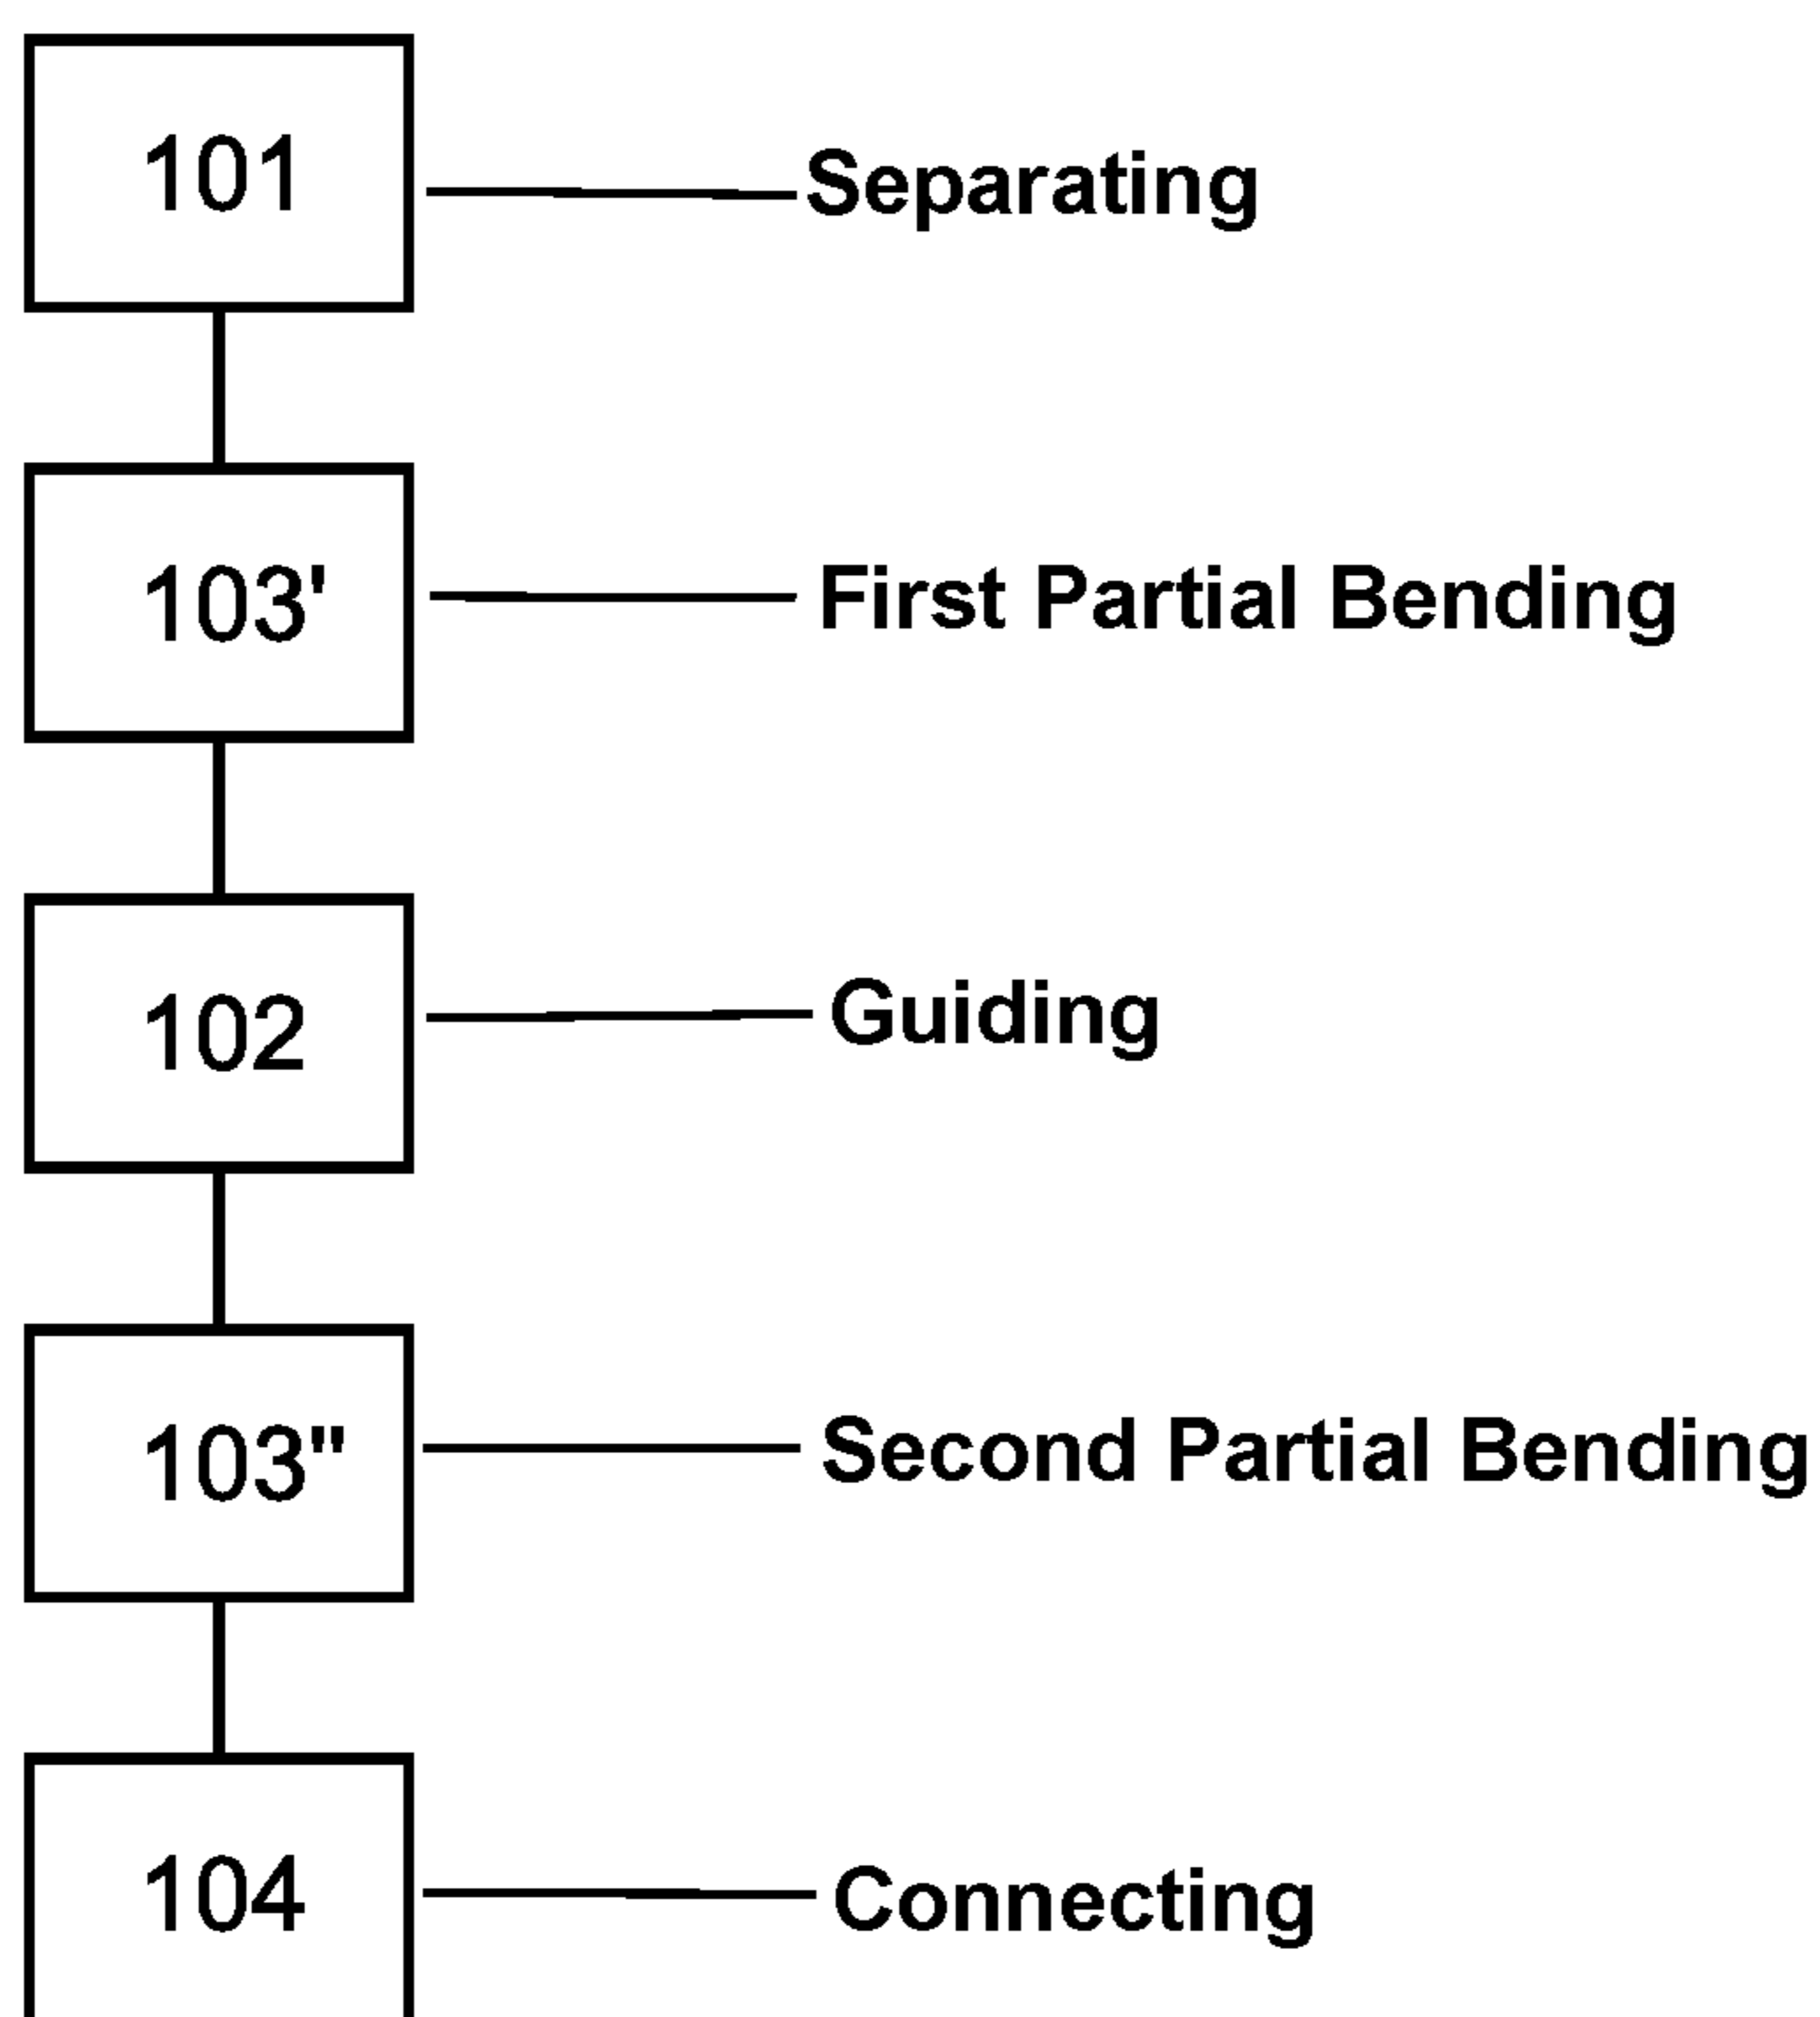 101 Separating
103' First Partial Bending
102 Guiding
103" Second Partial Bending
104 Connecting